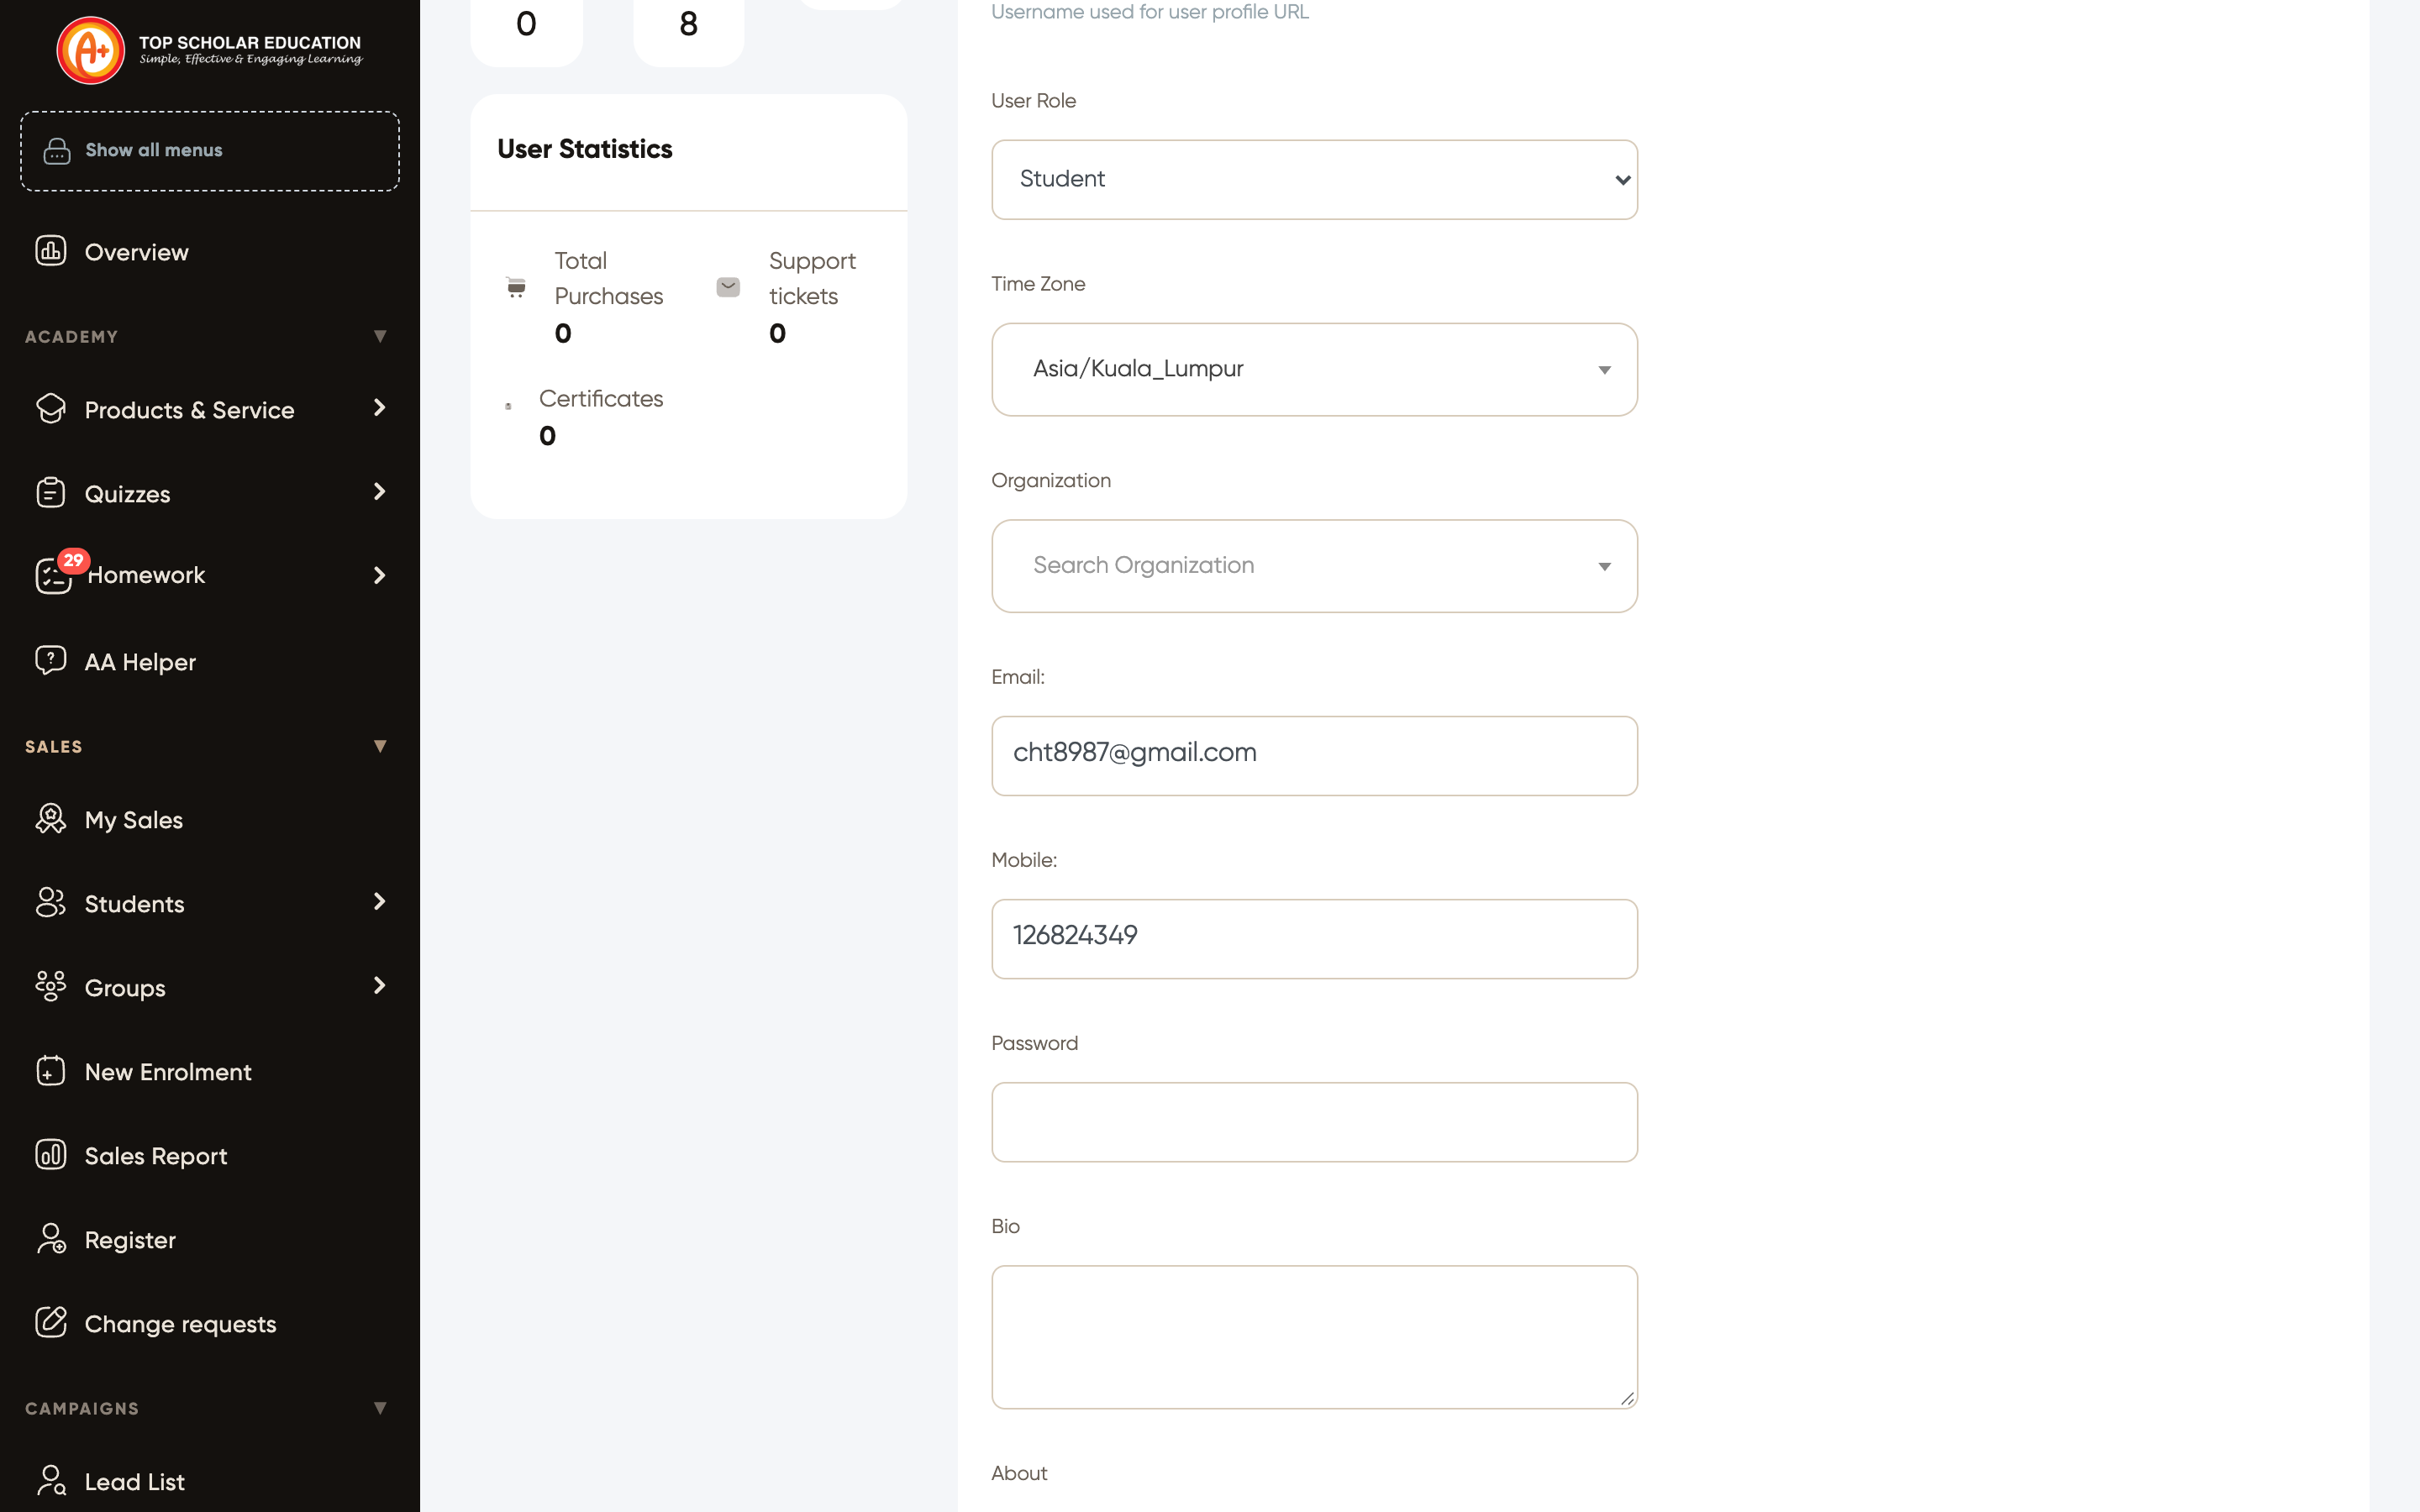 A+
TOP SCHOLAR EDUCATION
Simple, Effective & Engaging Learning
Show all menus
Overview
ACADEMY
Products & Service
Quizzes
29
Homework
AA Helper
SALES
My Sales
Students
Groups
New Enrolment
Sales Report
Register
Change requests
CAMPAIGNS
Lead List
0
8
User Statistics
Total
Purchases
0
Support
tickets
0
Certificates
0
Username used for user profile URL
User Role
Student
Time Zone
Asia/Kuala_Lumpur
Organization
Search Organization
Email:
cht8987@gmail.com
Mobile:
126824349
Password
Bio
About